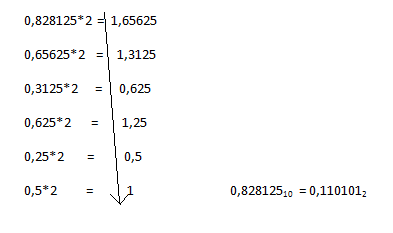 0,828125*2 = 1,65625
0,65625*2 = 1,3125
0,3125*2 = 0,625
0,625*2 = 1,25
0,25*2 = 0,5
0,5*2 = 1 0,828125₁₀ = 0,110101₂